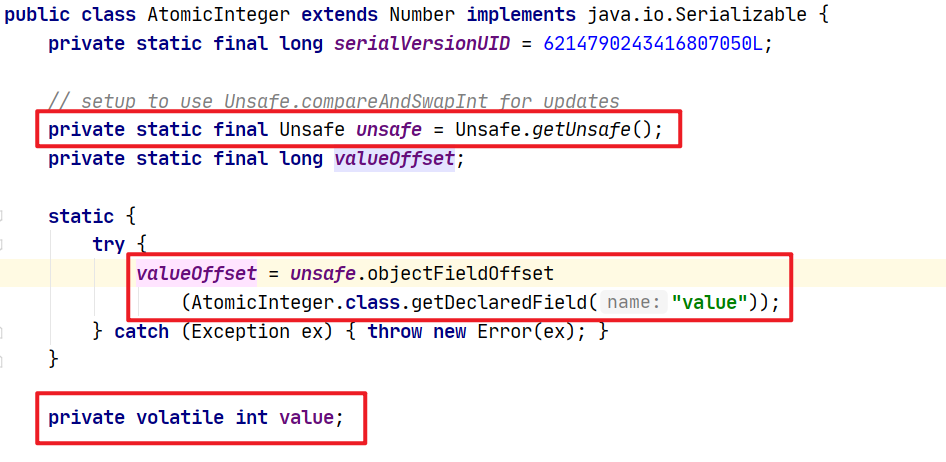 public class AtomicInteger extends Number implements java.io.Serializable {
    private static final long serialVersionUID = 6214790243416807050L;
    // setup to use Unsafe.compareAndSwapInt for updates
    private static final Unsafe unsafe = Unsafe.getUnsafe();
    private static final long valueOffset;
    static {
        try {
            valueOffset = unsafe.objectFieldOffset
                (AtomicInteger.class.getDeclaredField( name: "value"));
        } catch (Exception ex) { throw new Error(ex); }
    }
    private volatile int value;